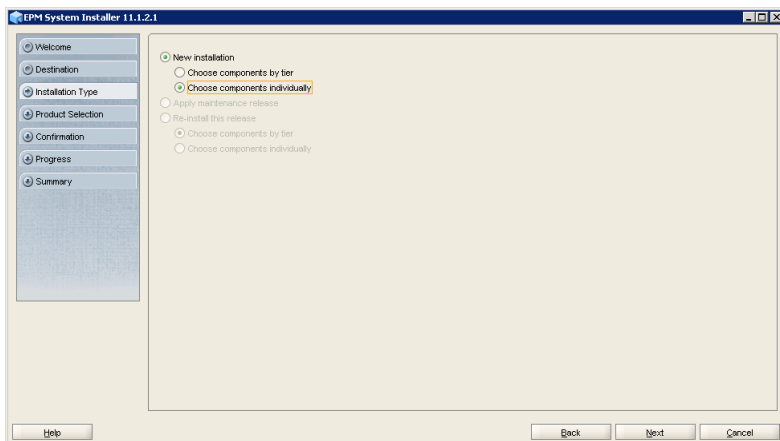 EPM System Installer 11.1.2.1
Welcome
Destination
Installation Type
Product Selection
Confirmation
Progress
Summary
New installation
Choose components by tier
Choose components individually
Apply maintenance release
Re-install this release
Choose components by tier
Choose components individually
Help
Back
Next
Cancel